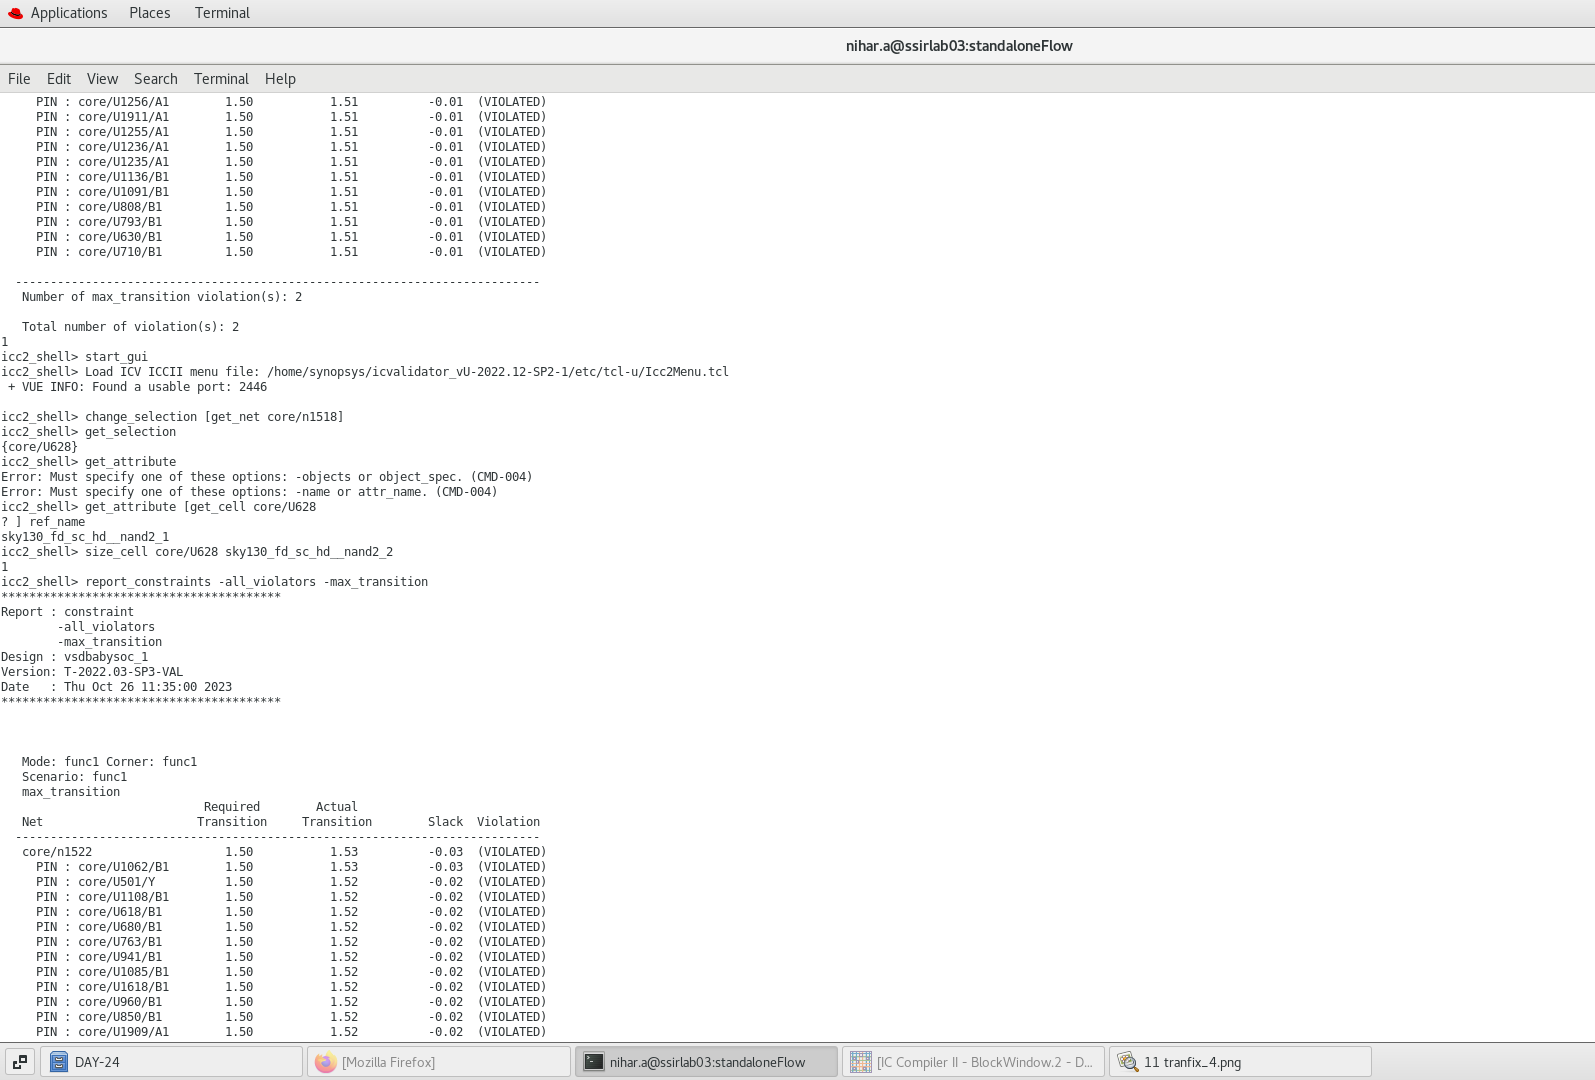 Applications Places Terminal
nihar.a@ssirlab03:standaloneFlow
File Edit View Search Terminal Help
PIN : core/U1256/A1 1.50 1.51 -0.01 (VIOLATED)
PIN : core/U1911/A1 1.50 1.51 -0.01 (VIOLATED)
PIN : core/U1255/A1 1.50 1.51 -0.01 (VIOLATED)
PIN : core/U1236/A1 1.50 1.51 -0.01 (VIOLATED)
PIN : core/U1235/A1 1.50 1.51 -0.01 (VIOLATED)
PIN : core/U1136/B1 1.50 1.51 -0.01 (VIOLATED)
PIN : core/U1091/B1 1.50 1.51 -0.01 (VIOLATED)
PIN : core/U808/B1 1.50 1.51 -0.01 (VIOLATED)
PIN : core/U793/B1 1.50 1.51 -0.01 (VIOLATED)
PIN : core/U630/B1 1.50 1.51 -0.01 (VIOLATED)
PIN : core/U710/B1 1.50 1.51 -0.01 (VIOLATED)
---------------------------------------------------------------------------
Number of max_transition violation(s): 2
Total number of violation(s): 2
1
icc2_shell> start_gui
icc2_shell> Load ICV ICCII menu file: /home/synopsys/icvalidator_vU-2022.12-SP2-1/etc/tcl-u/Icc2Menu.tcl
+ VUE INFO: Found a usable port: 2446
icc2_shell> change_selection [get_net core/n1518]
icc2_shell> get_selection
{core/U628}
icc2_shell> get_attribute
Error: Must specify one of these options: -objects or object_spec. (CMD-004)
Error: Must specify one of these options: -name or attr_name. (CMD-004)
icc2_shell> get_attribute [get_cell core/U628
? ] ref_name
sky130_fd_sc_hd__nand2_1
icc2_shell> size_cell core/U628 sky130_fd_sc_hd__nand2_2
1
icc2_shell> report_constraints -all_violators -max_transition
****************************************
Report : constraint
-all_violators
-max_transition
Design : vsdbabysoc_1
Version: T-2022.03-SP3-VAL
Date : Thu Oct 26 11:35:00 2023
****************************************
Mode: func1 Corner: func1
Scenario: func1
max_transition
Required Actual
Net Transition Transition Slack Violation
---------------------------------------------------------------------------
core/n1522 1.50 1.53 -0.03 (VIOLATED)
PIN : core/U1062/B1 1.50 1.53 -0.03 (VIOLATED)
PIN : core/U501/Y 1.50 1.52 -0.02 (VIOLATED)
PIN : core/U1108/B1 1.50 1.52 -0.02 (VIOLATED)
PIN : core/U618/B1 1.50 1.52 -0.02 (VIOLATED)
PIN : core/U680/B1 1.50 1.52 -0.02 (VIOLATED)
PIN : core/U763/B1 1.50 1.52 -0.02 (VIOLATED)
PIN : core/U941/B1 1.50 1.52 -0.02 (VIOLATED)
PIN : core/U1085/B1 1.50 1.52 -0.02 (VIOLATED)
PIN : core/U1618/B1 1.50 1.52 -0.02 (VIOLATED)
PIN : core/U960/B1 1.50 1.52 -0.02 (VIOLATED)
PIN : core/U850/B1 1.50 1.52 -0.02 (VIOLATED)
PIN : core/U1909/A1 1.50 1.52 -0.02 (VIOLATED)
DAY-24 [Mozilla Firefox] nihar.a@ssirlab03:standaloneFlow [IC Compiler II - BlockWindow.2 - D... 11 tranfix_4.png